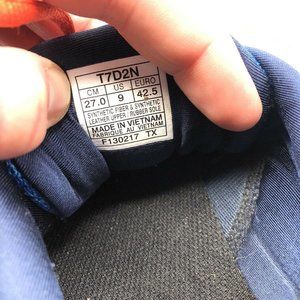 T7D2N
CM US EURO
27.0 9 42.5
SYNTHETIC FIBER & SYNTHETIC
LEATHER UPPER / RUBBER SOLE
MADE IN VIETNAM
FABRIQUE AU VIETNAM
F130217 TX